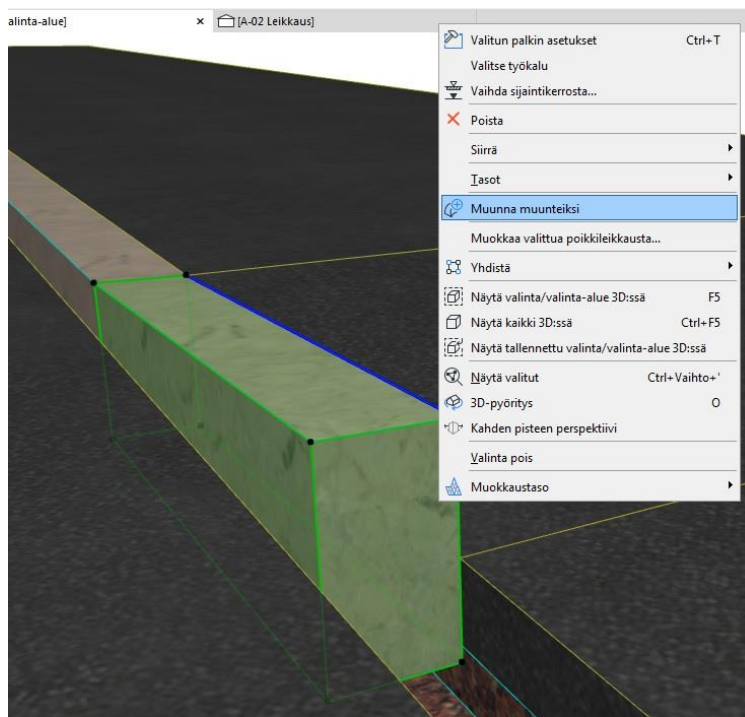 alinta-alue]
[A-02 Leikkaus]
Valitun palkin asetukset Ctrl+T
Valitse työkalu
Vaihda sijaintikerrosta...
Poista
Siirrä
Tasot
Muunna muunteiksi
Muokkaa valittua poikkileikkausta...
Yhdistä
Näytä valinta/valinta-alue 3D:ssä F5
Näytä kaikki 3D:ssä Ctrl+F5
Näytä tallennettu valinta/valinta-alue 3D:ssä
Näytä valitut Ctrl+Vaihto+'
3D-pyöritys O
Kahden pisteen perspektiivi
Valinta pois
Muokkaustaso